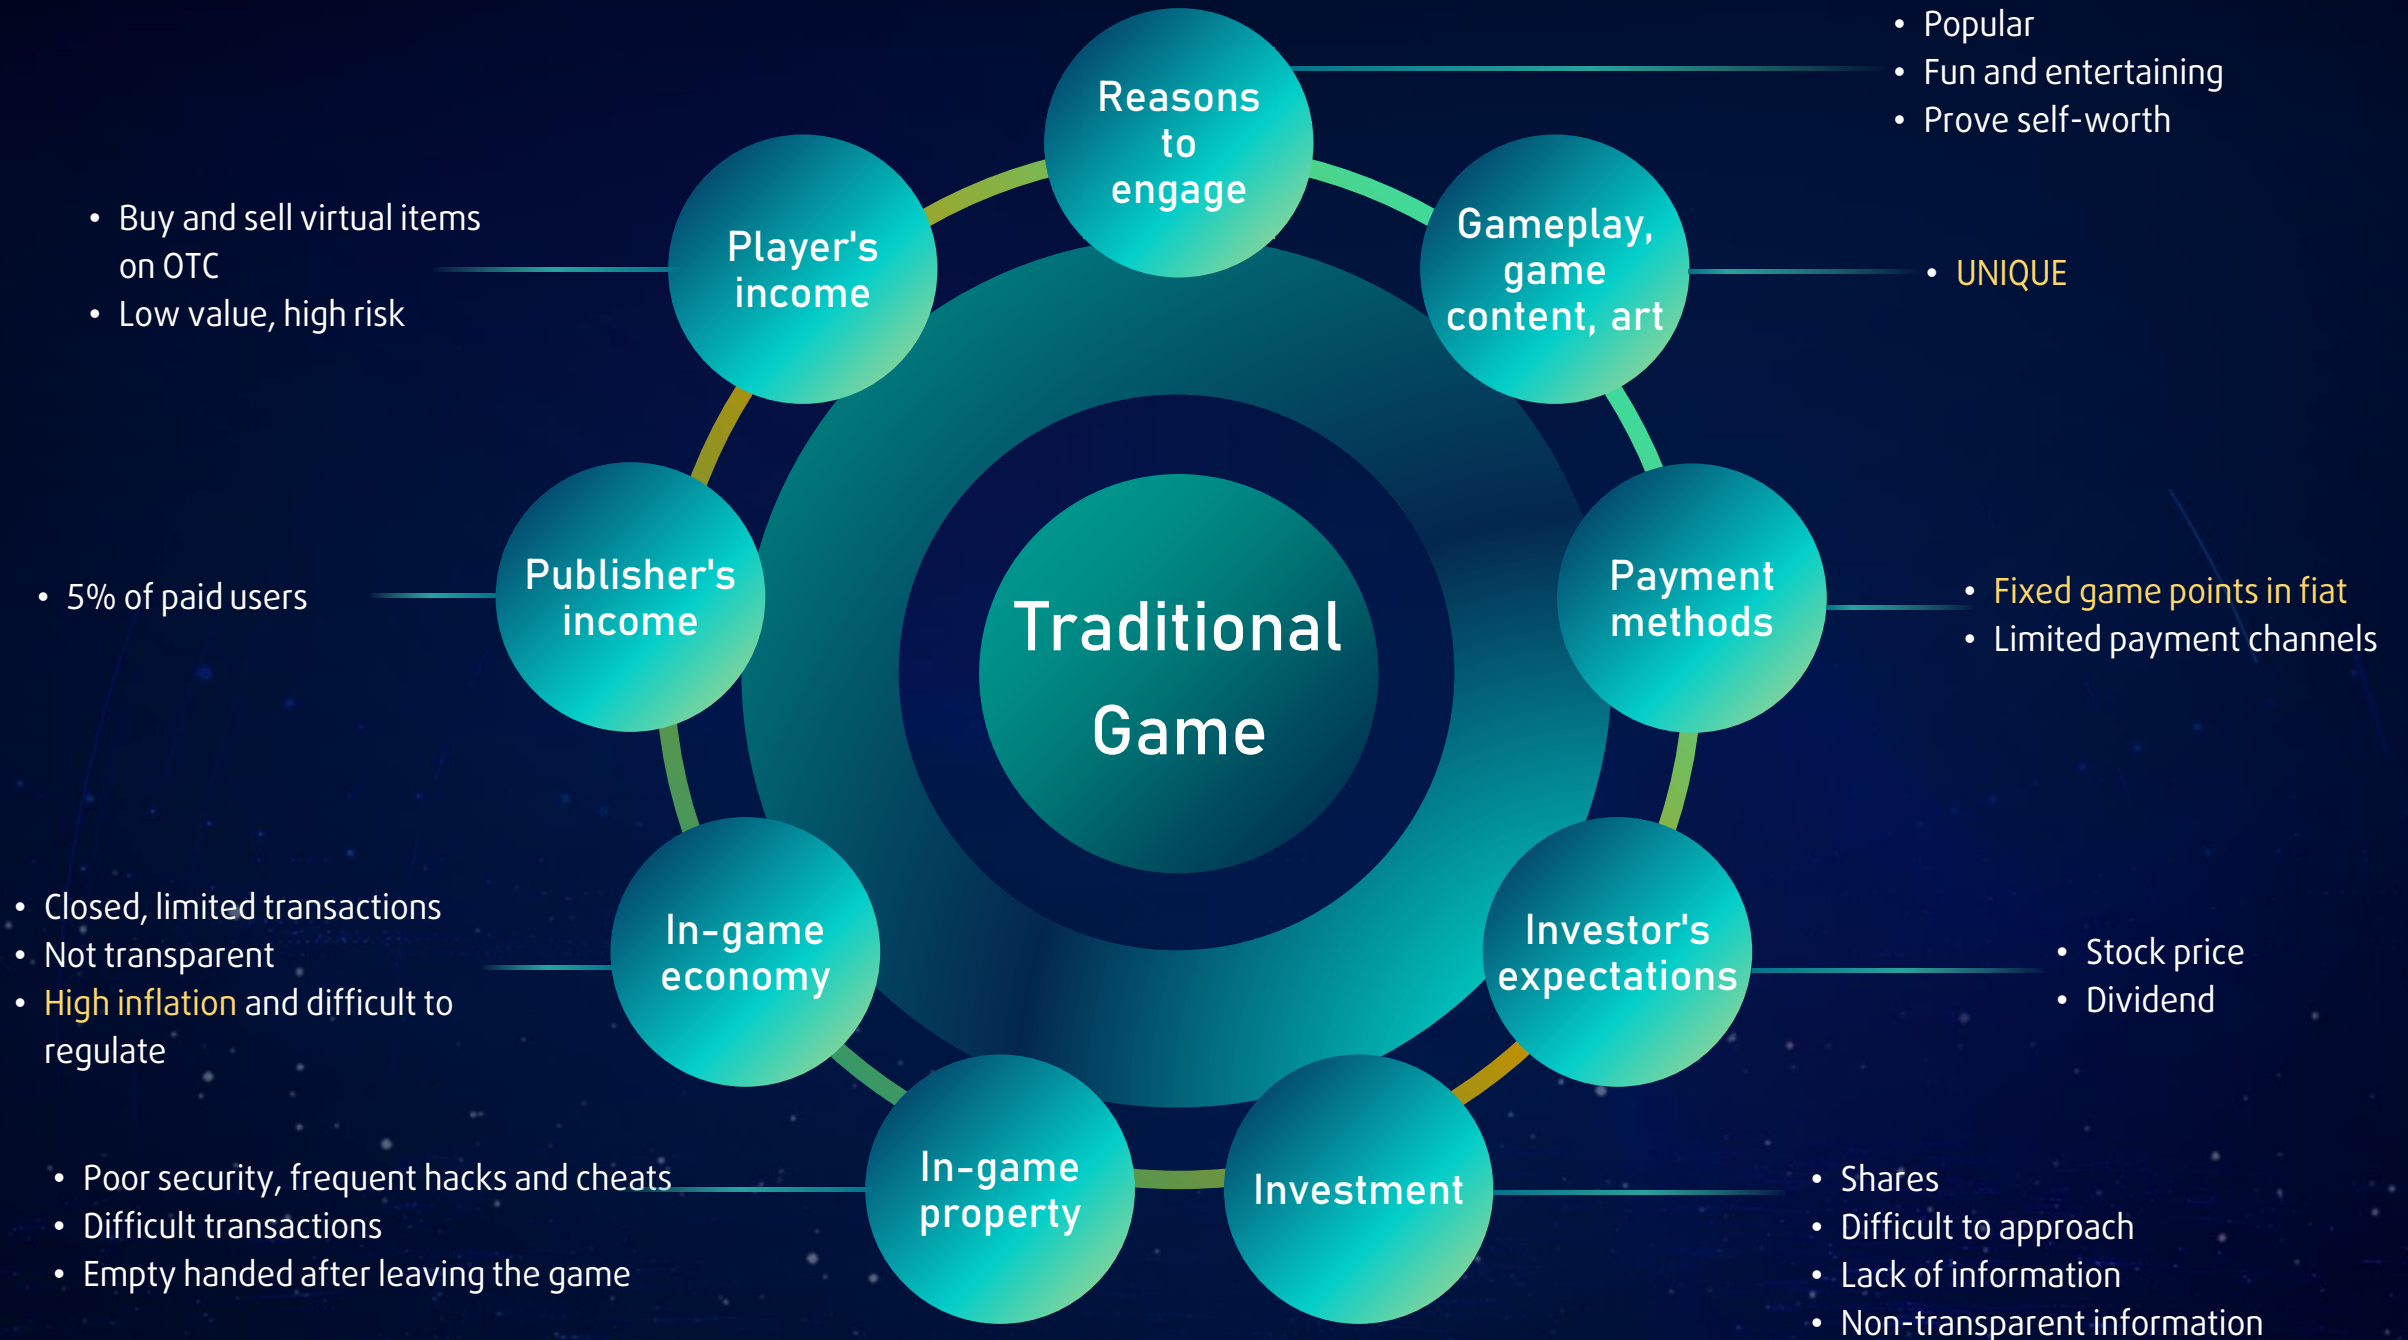 Traditional
Game
Reasons
to
engage
• Popular
• Fun and entertaining
• Prove self-worth
Gameplay,
game
content, art
• UNIQUE
Payment
methods
• Fixed game points in fiat
• Limited payment channels
Investor's
expectations
• Stock price
• Dividend
Investment
• Shares
• Difficult to approach
• Lack of information
• Non-transparent information
In-game
property
• Poor security, frequent hacks and cheats
• Difficult transactions
• Empty handed after leaving the game
In-game
economy
• Closed, limited transactions
• Not transparent
• High inflation and difficult to
regulate
Publisher's
income
• 5% of paid users
Player's
income
• Buy and sell virtual items
on OTC
• Low value, high risk